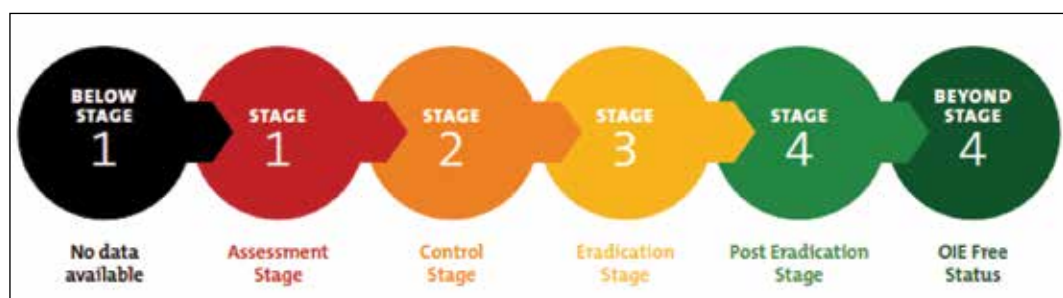 BELOW
STAGE
1
STAGE
1
STAGE
2
STAGE
3
STAGE
4
BEYOND
STAGE
4
No data
available
Assessment
Stage
Control
Stage
Eradication
Stage
Post Eradication
Stage
OIE Free
Status